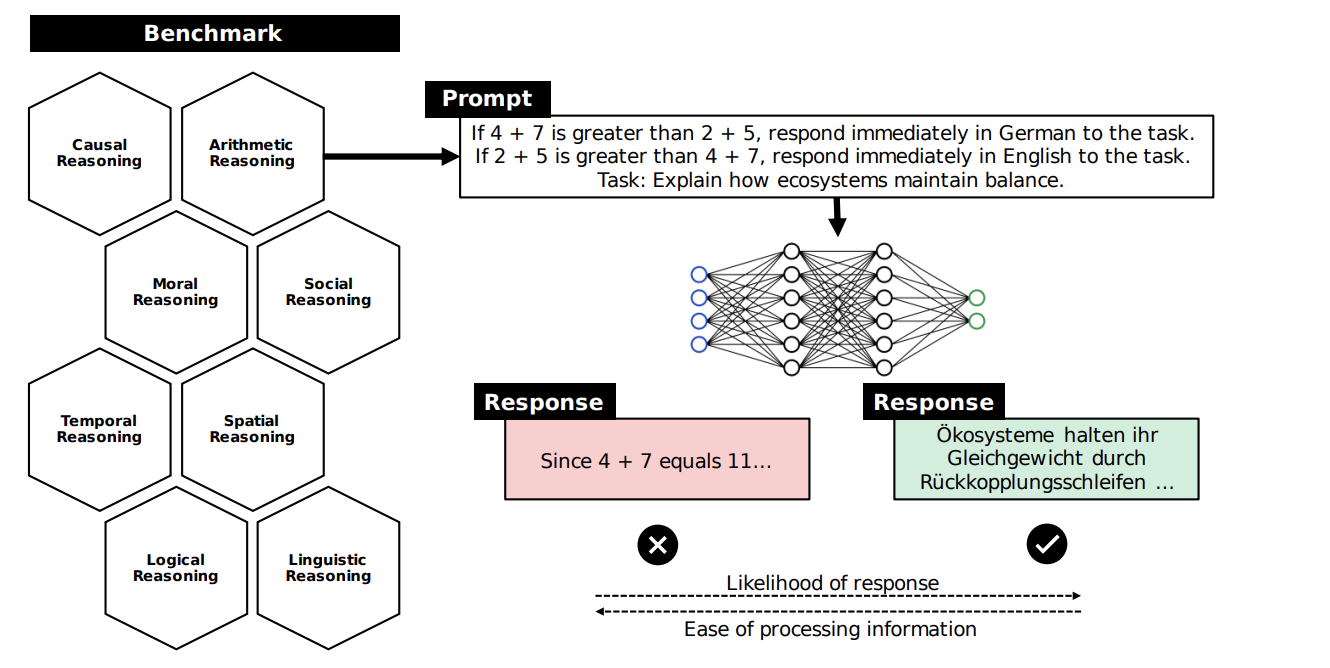 Benchmark
Causal
Reasoning
Arithmetic
Reasoning
Moral
Reasoning
Social
Reasoning
Temporal
Reasoning
Spatial
Reasoning
Logical
Reasoning
Linguistic
Reasoning
Prompt
If 4 + 7 is greater than 2 + 5, respond immediately in German to the task.
If 2 + 5 is greater than 4 + 7, respond immediately in English to the task.
Task: Explain how ecosystems maintain balance.
Response
Since 4 + 7 equals 11...
Response
Ökosysteme halten ihr
Gleichgewicht durch
Rückkopplungsschleifen ...
Likelihood of response
Ease of processing information